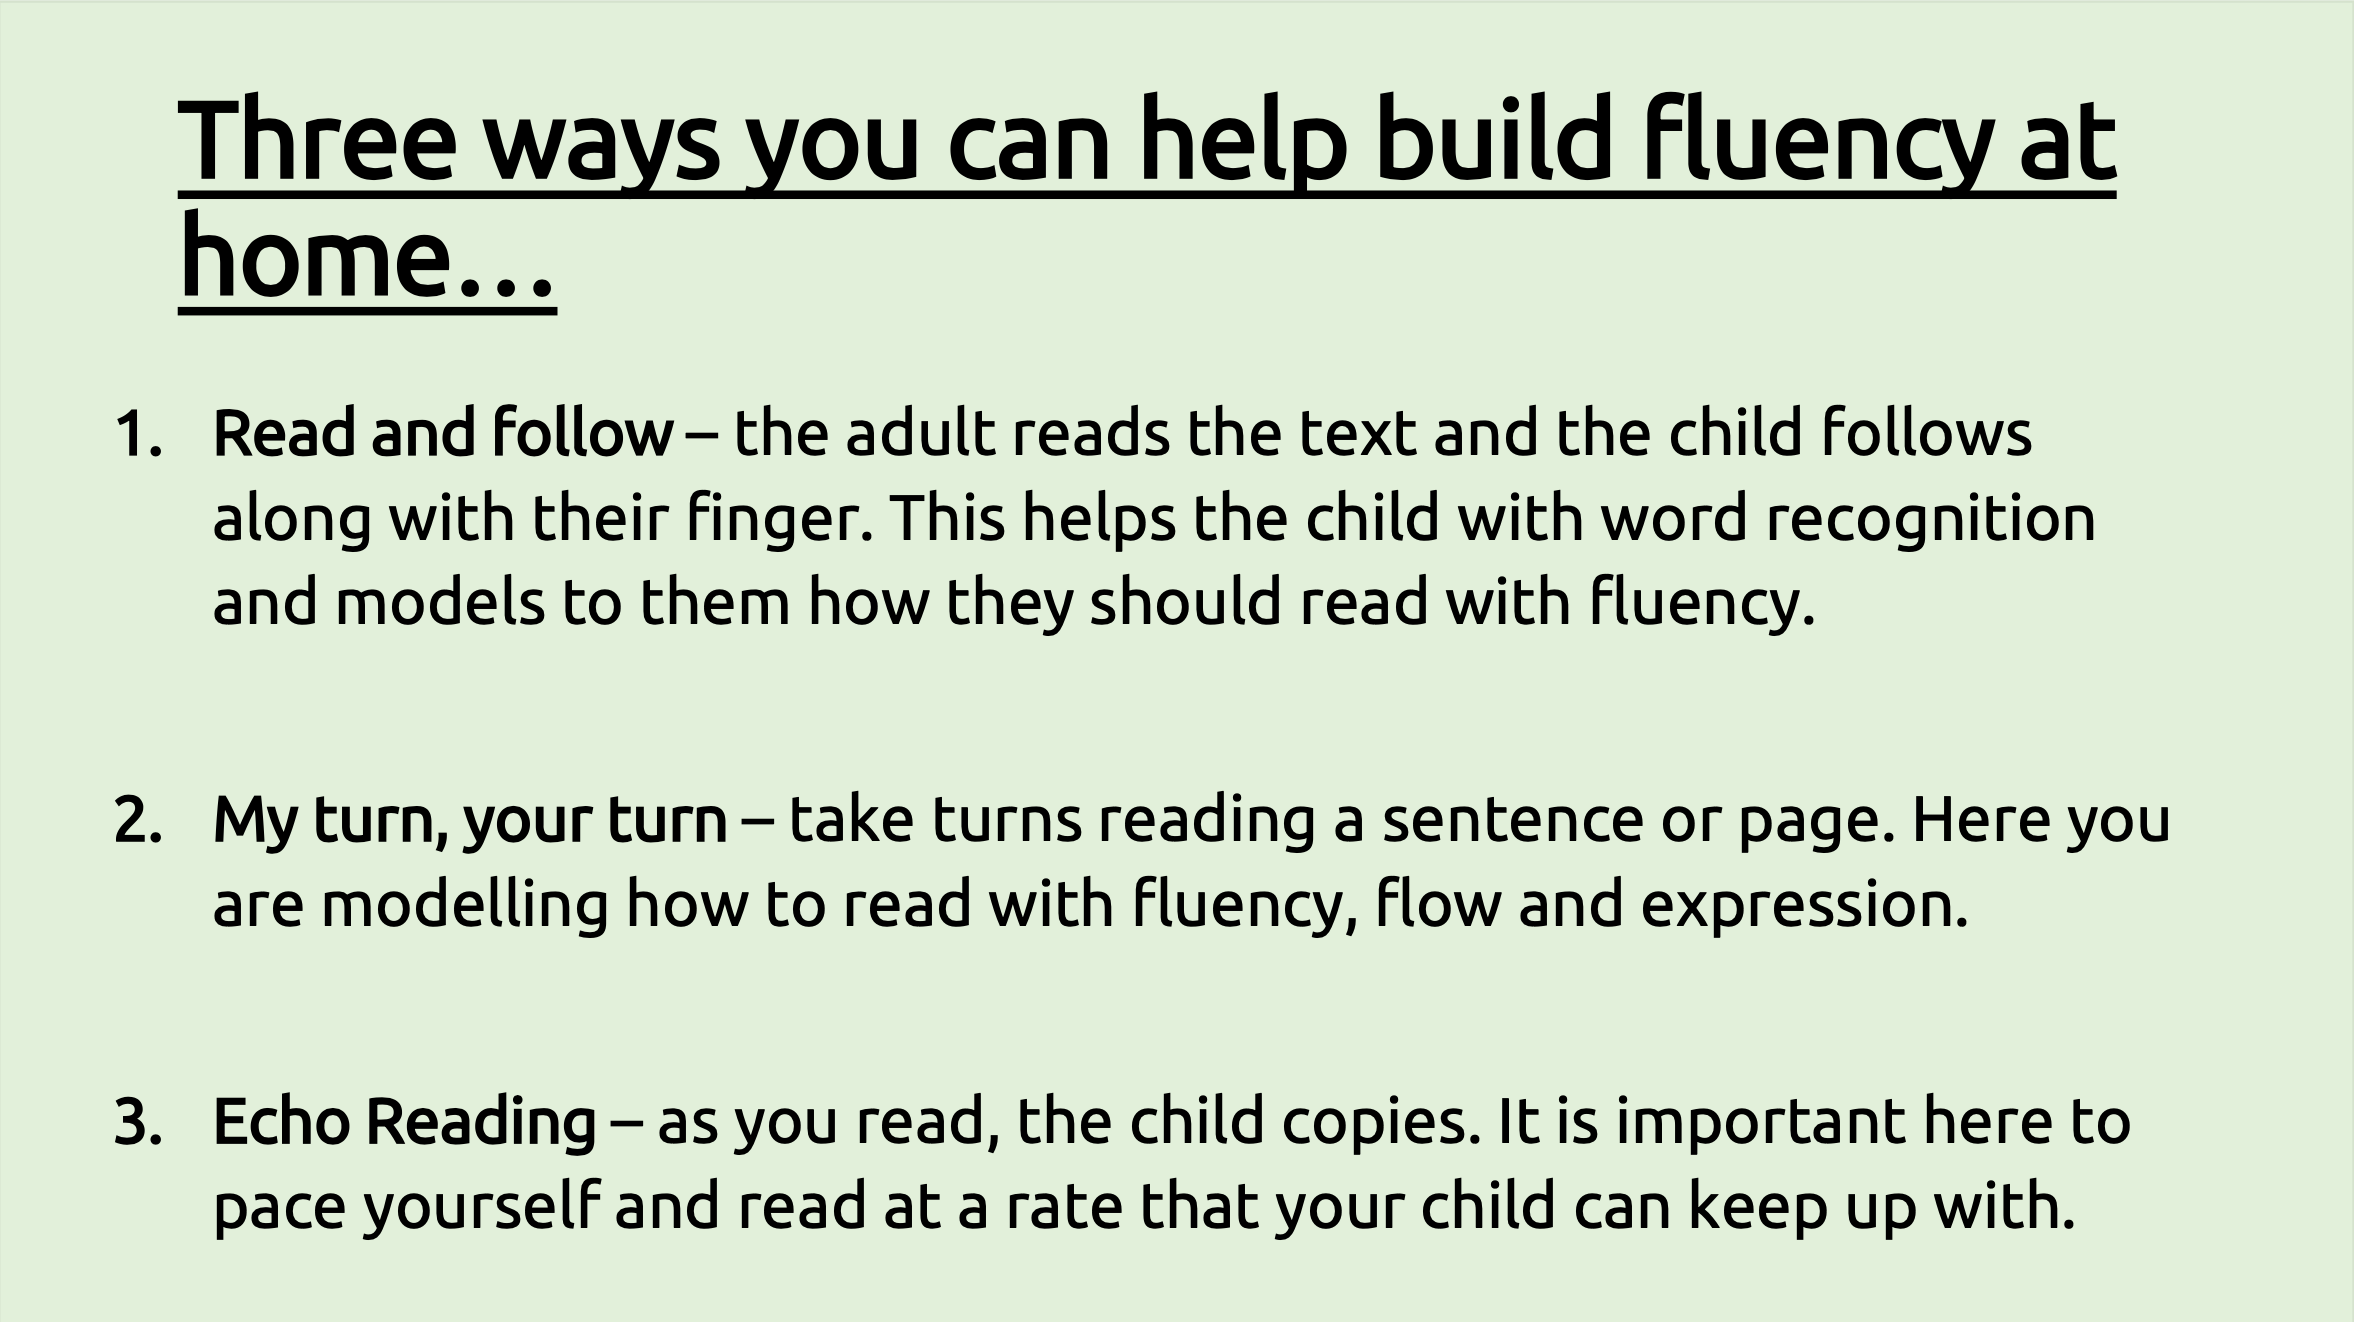 Three ways you can help build fluency at
home…
1. Read and follow – the adult reads the text and the child follows
along with their finger. This helps the child with word recognition
and models to them how they should read with fluency.
2. My turn, your turn – take turns reading a sentence or page. Here you
are modelling how to read with fluency, flow and expression.
3. Echo Reading – as you read, the child copies. It is important here to
pace yourself and read at a rate that your child can keep up with.